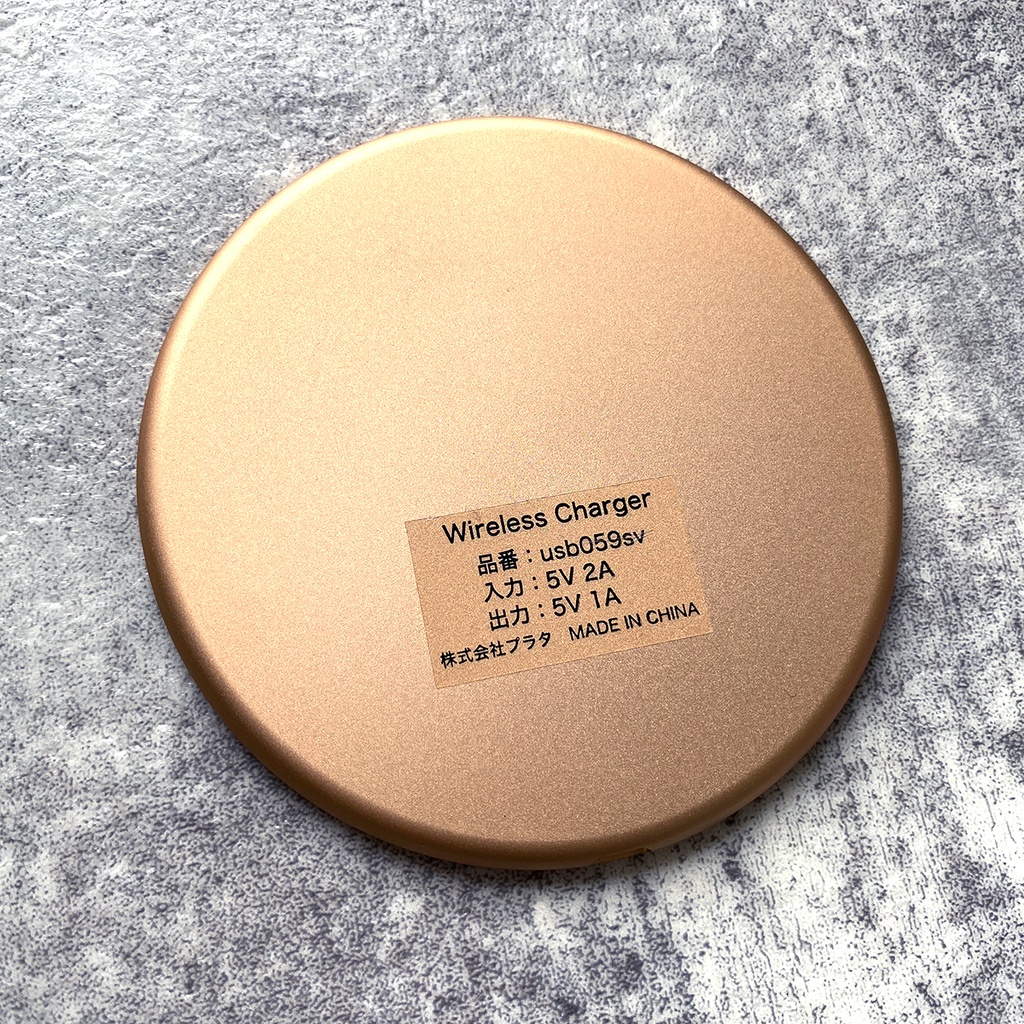 Wireless Charger
品番：usb059sv
入力：5V 2A
出力：5V 1A
株式会社プラタ MADE IN CHINA